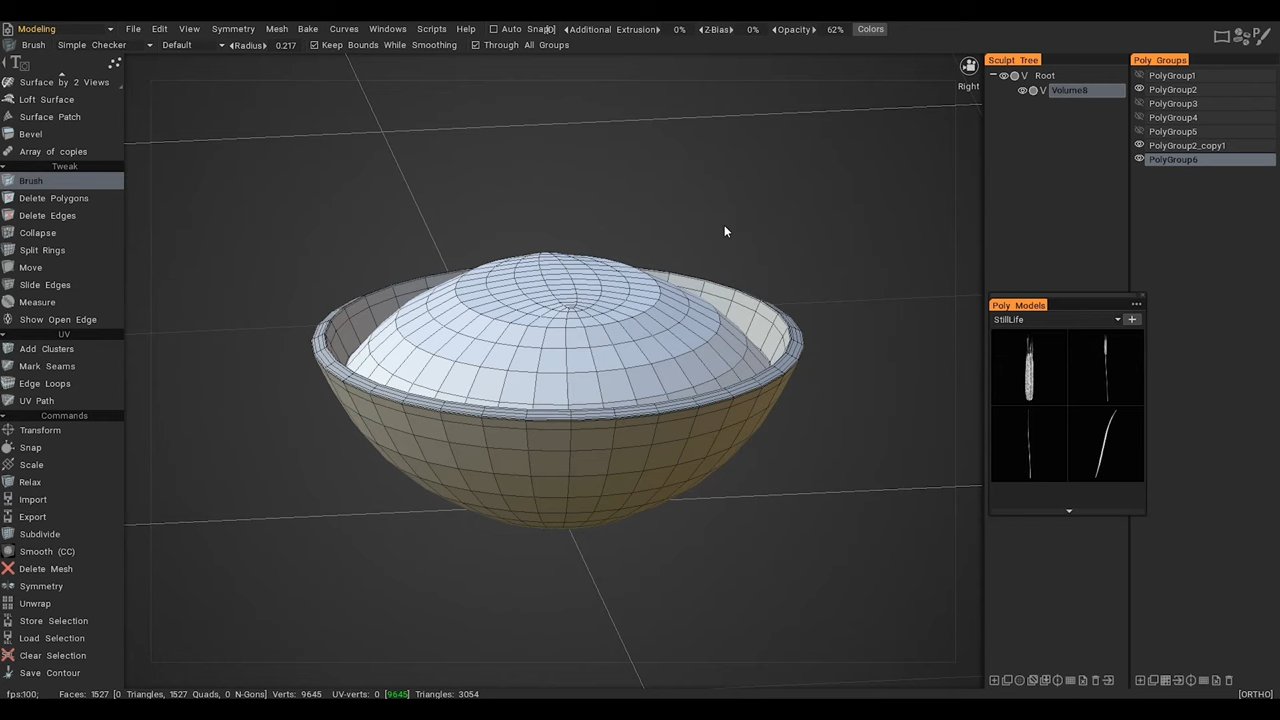 Modeling File Edit View Symmetry Mesh Bake Curves Windows Scripts Help Auto Snap Additional Extrusion 0% Z-Bias 0% Opacity 62% Colors
Brush Simple Checker Default Radius 0.217 Keep Bounds While Smoothing Through All Groups
Surface by 2 Views
Loft Surface
Surface Patch
Bevel
Array of copies
Tweak
Brush
Delete Polygons
Delete Edges
Collapse
Split Rings
Move
Slide Edges
Measure
Show Open Edge
UV
Add Clusters
Mark Seams
Edge Loops
UV Path
Commands
Transform
Snap
Scale
Relax
Import
Export
Subdivide
Smooth (CC)
Delete Mesh
Symmetry
Unwrap
Store Selection
Load Selection
Clear Selection
Save Contour
Right
Sculpt Tree
Root
V Volume8
Poly Groups
PolyGroup1
PolyGroup2
PolyGroup3
PolyGroup4
PolyGroup5
PolyGroup2_copy1
PolyGroup6
Poly Models
StillLife
fps:100; Faces: 1527 [0 Triangles, 1527 Quads, 0 N-Gons] Verts: 9645 UV-verts: 0 [9645] Triangles: 3054
[ORTHO]